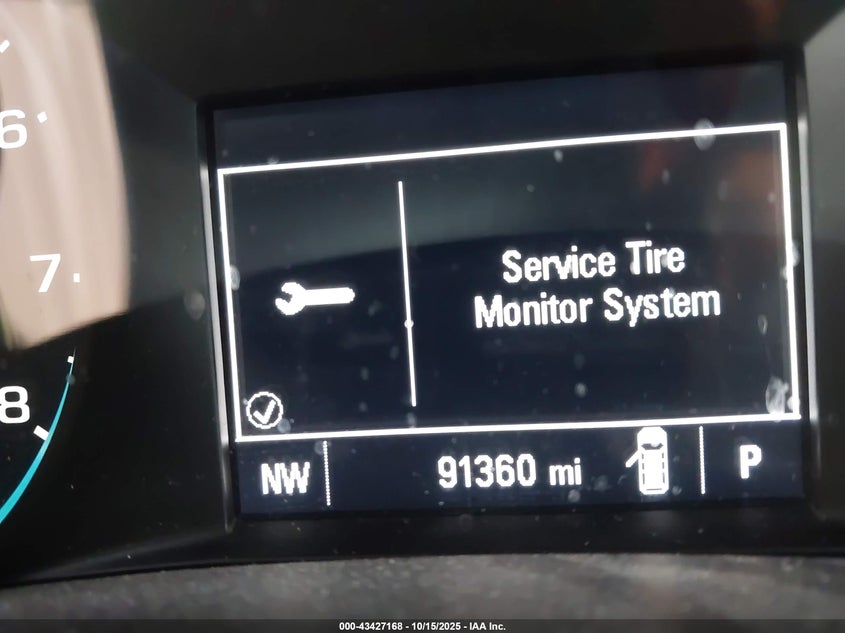 6
7
8
Service Tire
Monitor System
NW
91360 mi
P
000-43427168 - 10/15/2025 - IAA Inc.